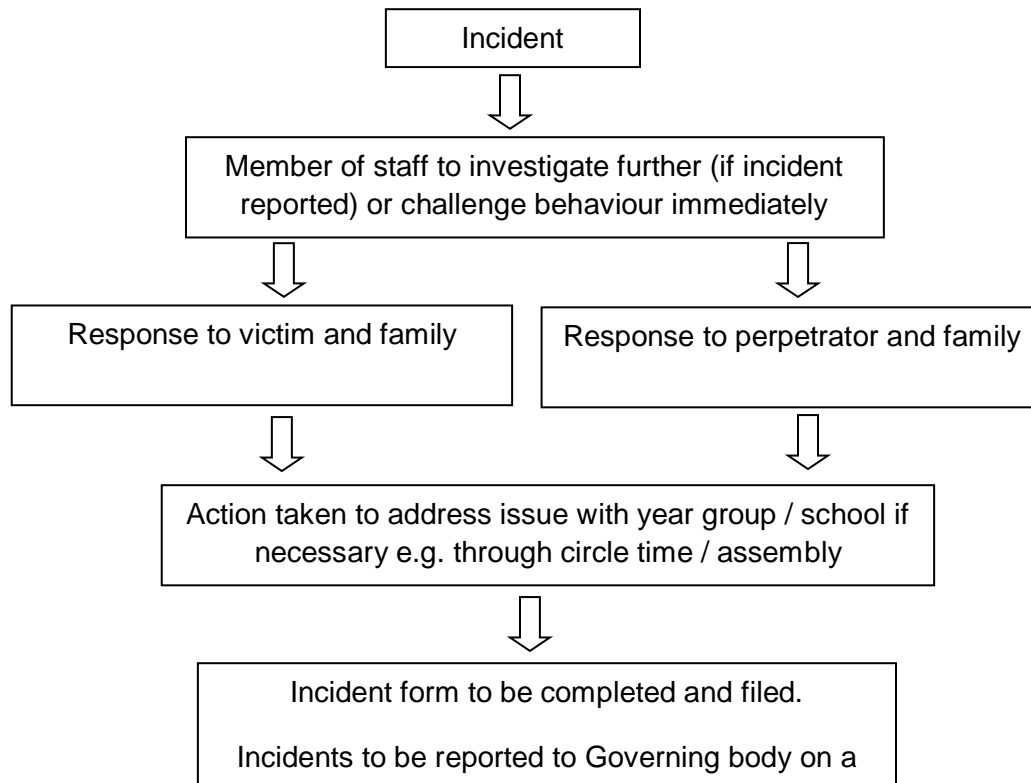 Incident
Member of staff to investigate further (if incident
reported) or challenge behaviour immediately
Response to victim and family
Response to perpetrator and family
Action taken to address issue with year group / school if
necessary e.g. through circle time / assembly
Incident form to be completed and filed.
Incidents to be reported to Governing body on a